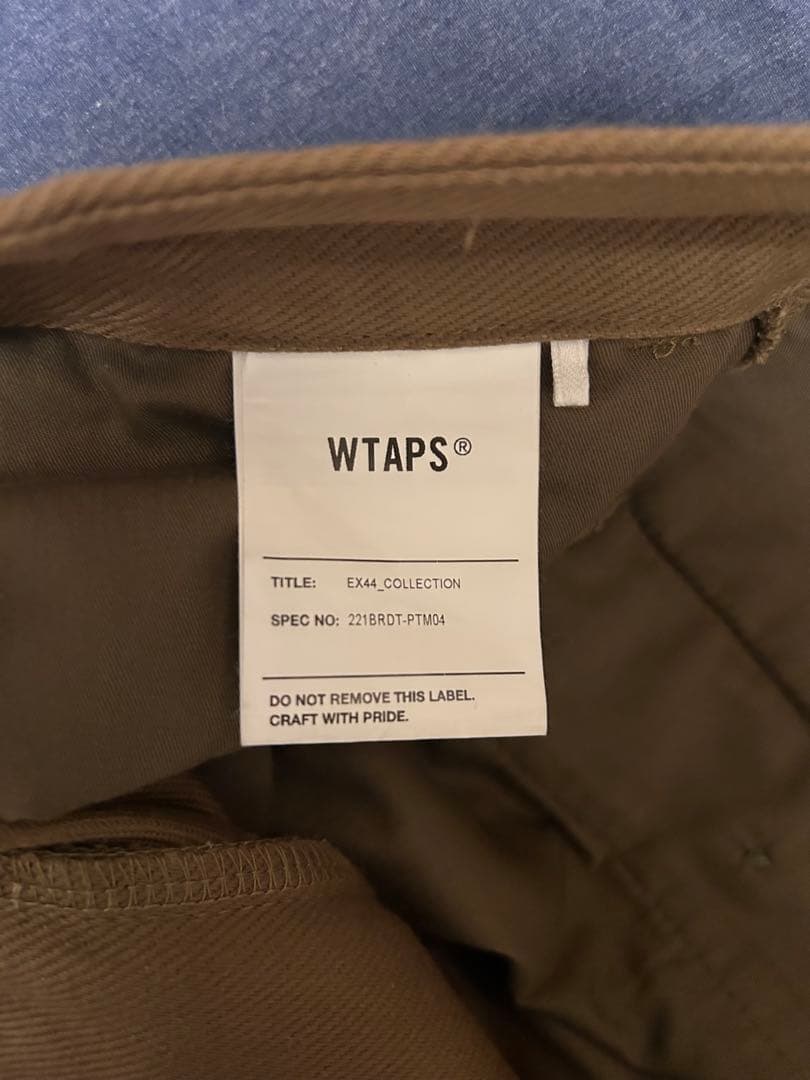 WTAPS®
TITLE: EX44_COLLECTION
SPEC NO: 221BRDT-PTM04
DO NOT REMOVE THIS LABEL.
CRAFT WITH PRIDE.